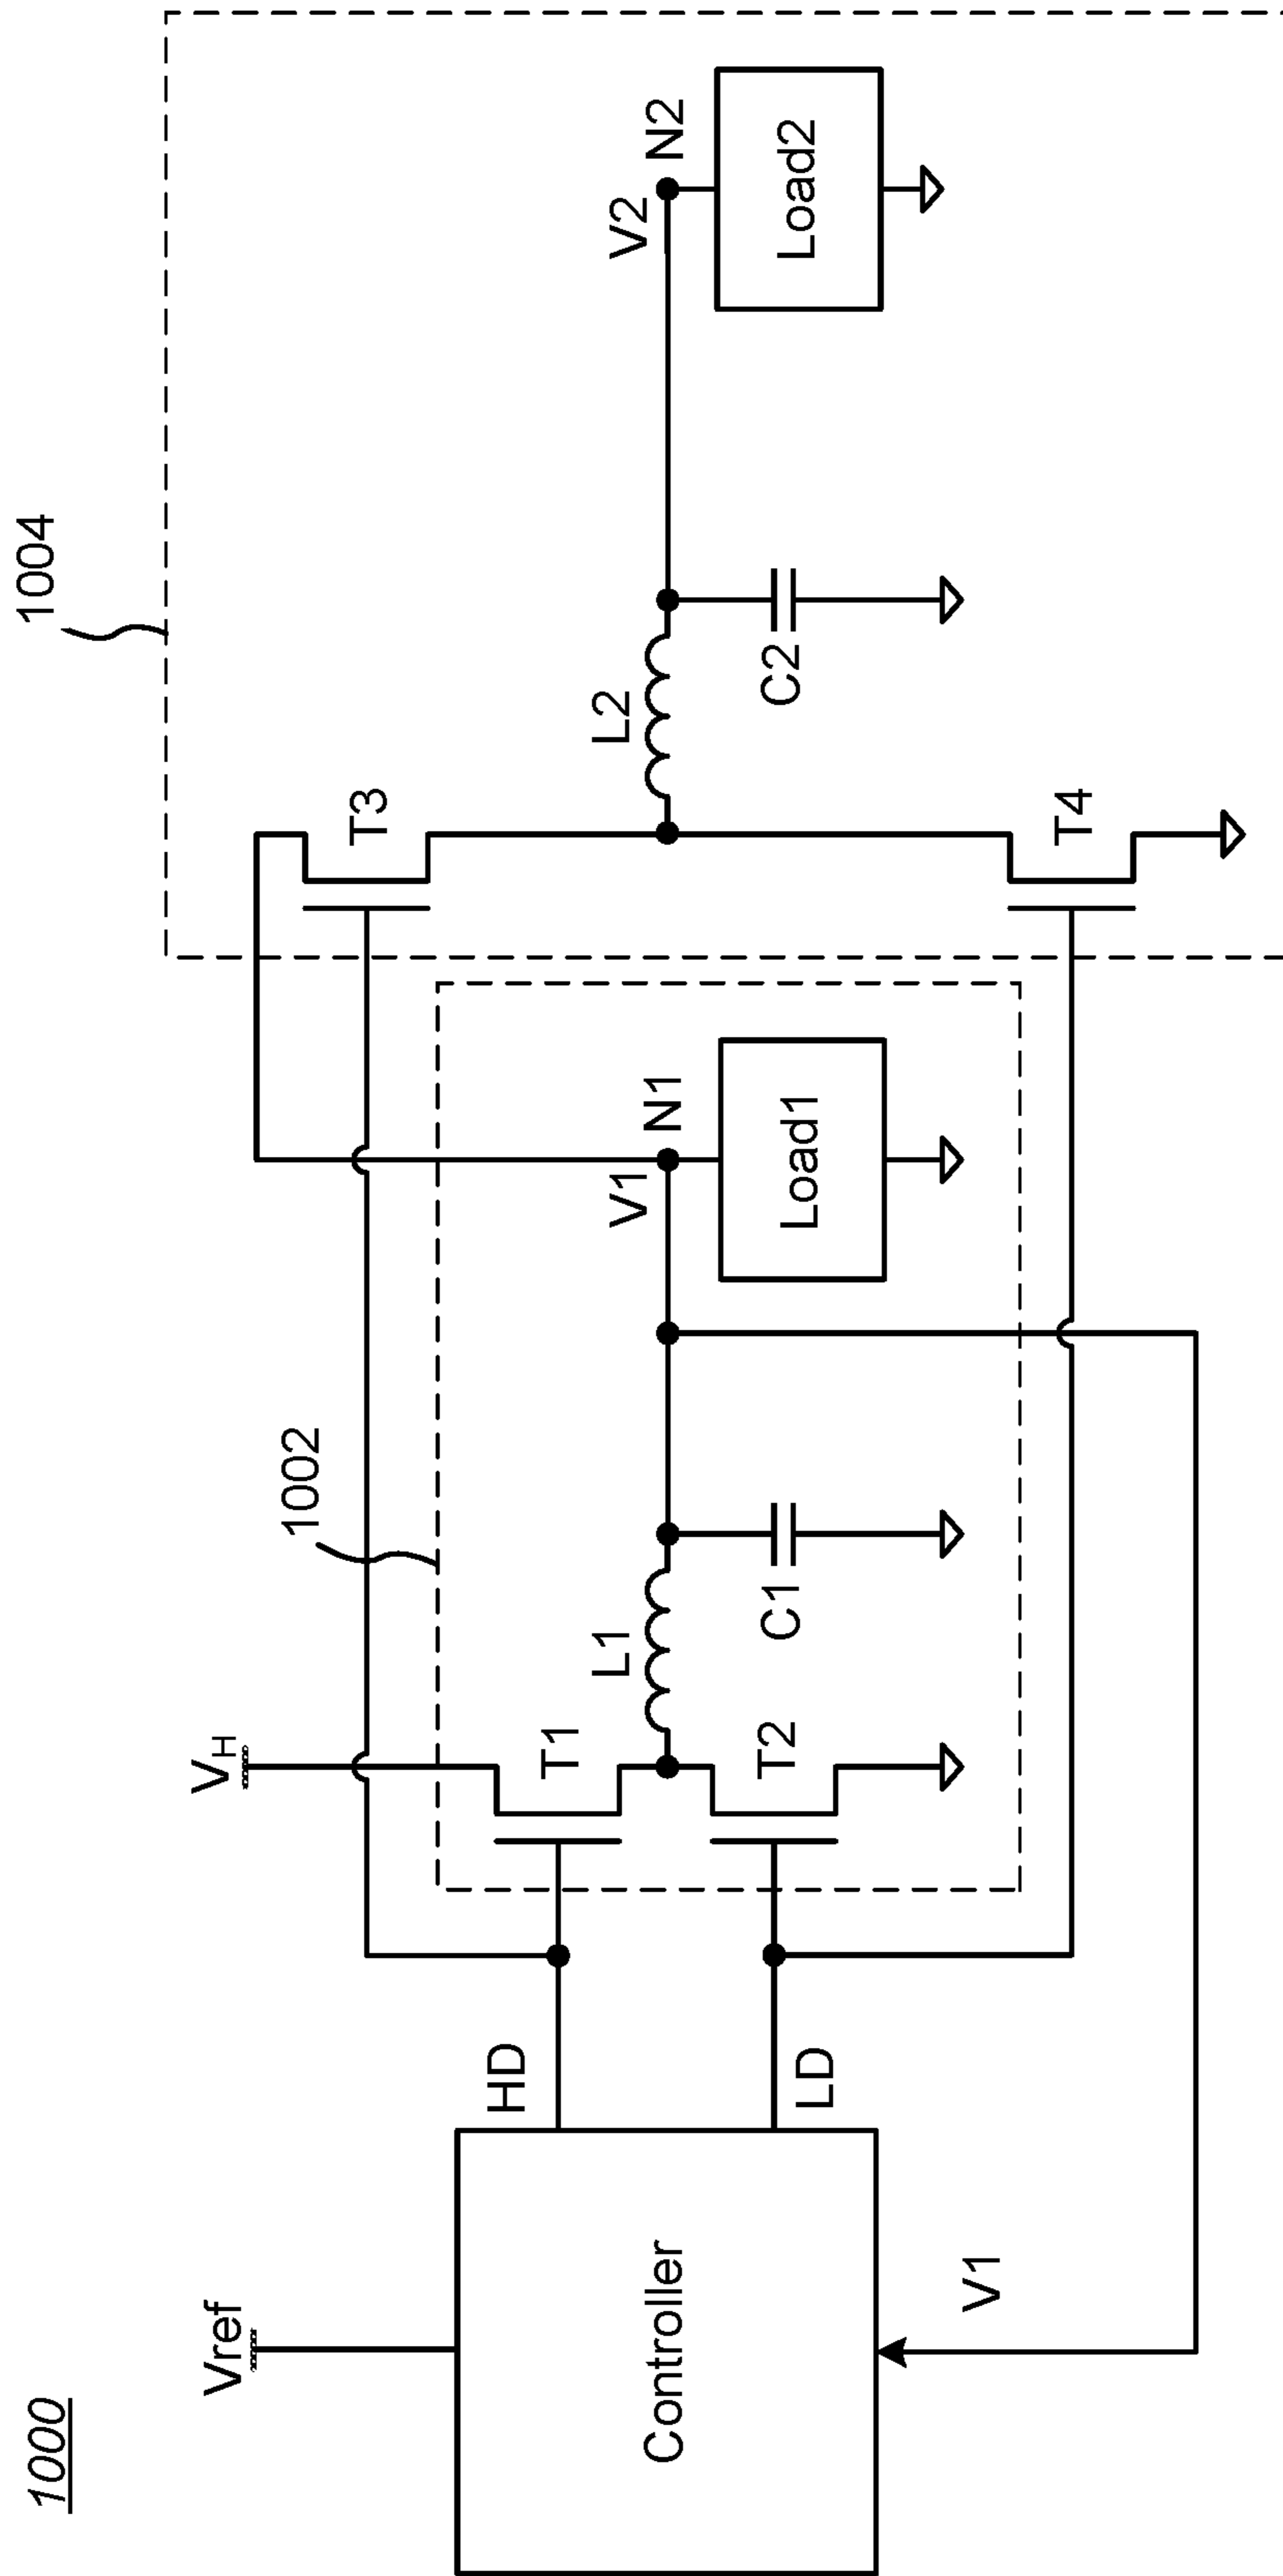 1000
1004
1002
Vref
VH
HD
LD
Controller
V1
T1
T2
L1
C1
V1
N1
Load1
T3
T4
L2
C2
V2
N2
Load2